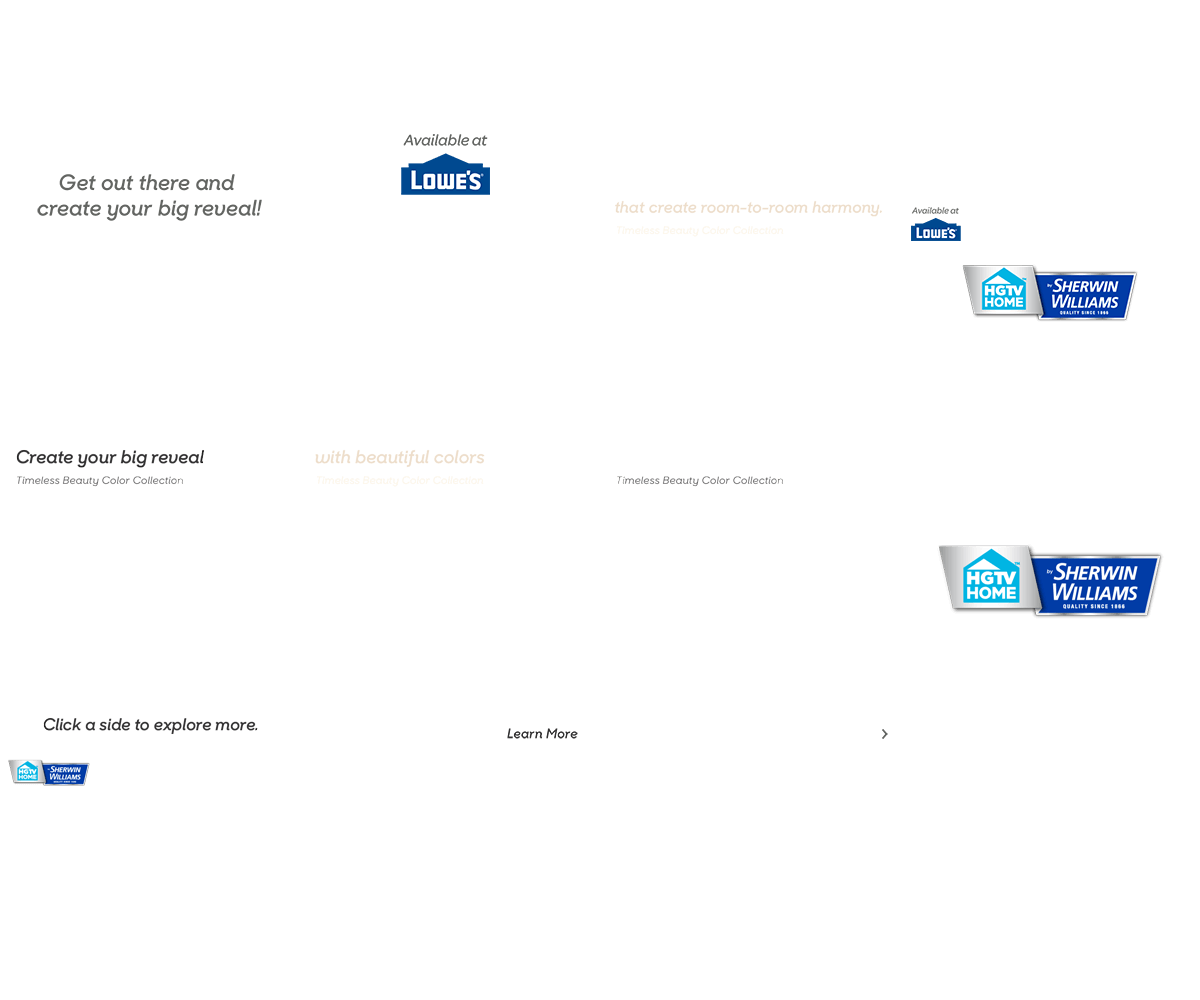 Available at
LOWE'S
Get out there and
create your big reveal!
that create room-to-room harmony.
Timeless Beauty Color Collection
Available at
LOWE'S
HGTV
HOME
™
by SHERWIN
WILLIAMS
QUALITY SINCE 1866
Create your big reveal
Timeless Beauty Color Collection
with beautiful colors
Timeless Beauty Color Collection
Timeless Beauty Color Collection
HGTV
HOME
™
by SHERWIN
WILLIAMS
QUALITY SINCE 1866
Click a side to explore more.
Learn More
HGTV
HOME
SHERWIN
WILLIAMS